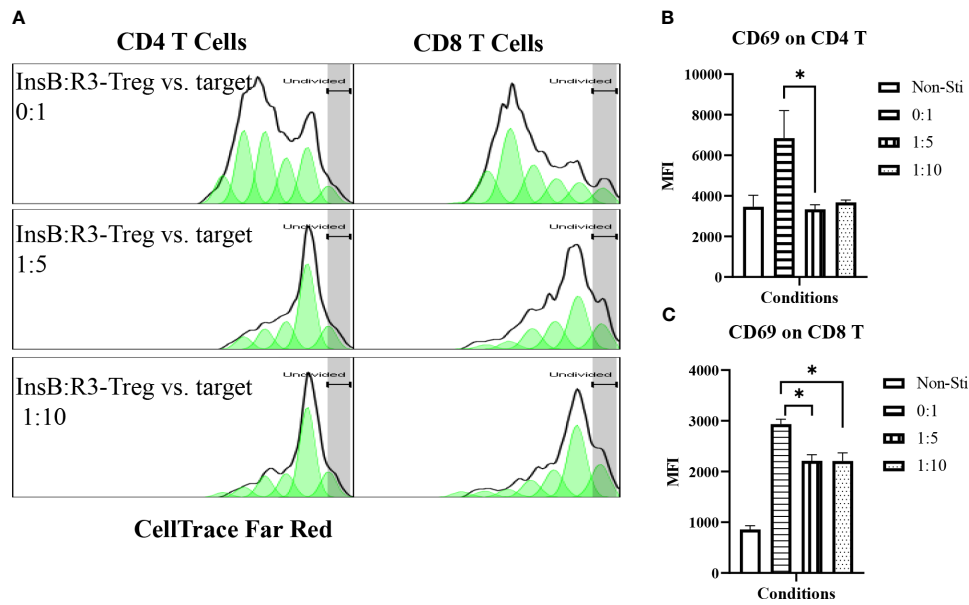 A
CD4 T Cells
CD8 T Cells
InsB:R3-Treg vs. target
0:1
Undivided
Undivided
InsB:R3-Treg vs. target
1:5
Undivided
Undivided
InsB:R3-Treg vs. target
1:10
Undivided
Undivided
CellTrace Far Red
B
CD69 on CD4 T
10000
8000
6000
4000
2000
0
MFI
*
Conditions
Non-Sti
0:1
1:5
1:10
C
CD69 on CD8 T
4000
3000
2000
1000
0
MFI
*
*
Conditions
Non-Sti
0:1
1:5
1:10